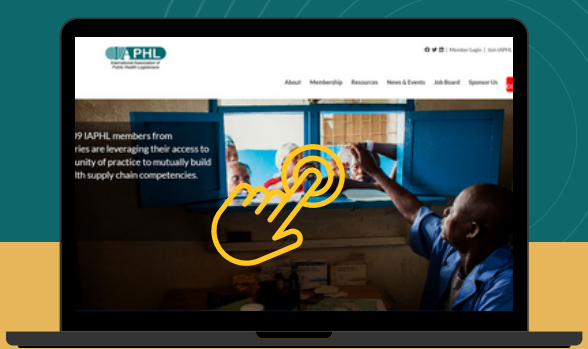 IAPHL
International Association of
Public Health Logisticians
| Member Login | Join IAPHL
About Membership Resources News & Events Job Board Sponsor Us
09 IAPHL members from
ries are leveraging their access to
unity of practice to mutually build
lth supply chain competencies.